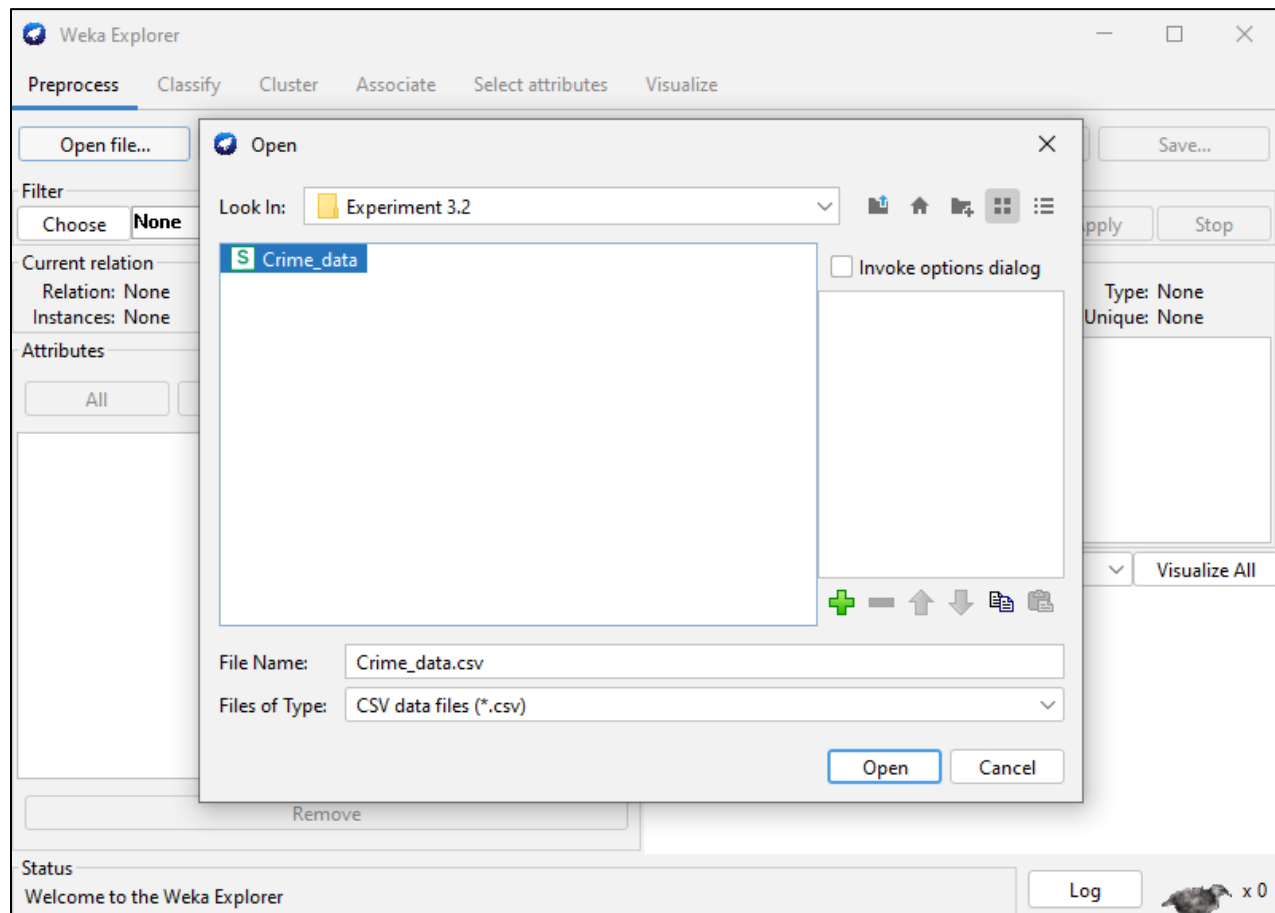 Weka Explorer
Preprocess Classify Cluster Associate Select attributes Visualize
Open file... Save...
Open
Filter
Choose None Stop
Look In: Experiment 3.2
Current relation
Relation: None
Instances: None
Crime_data
Invoke options dialog
Type: None
Unique: None
Attributes
All
Visualize All
File Name: Crime_data.csv
Files of Type: CSV data files (*.csv)
Open Cancel
Remove
Status
Welcome to the Weka Explorer
Log x 0